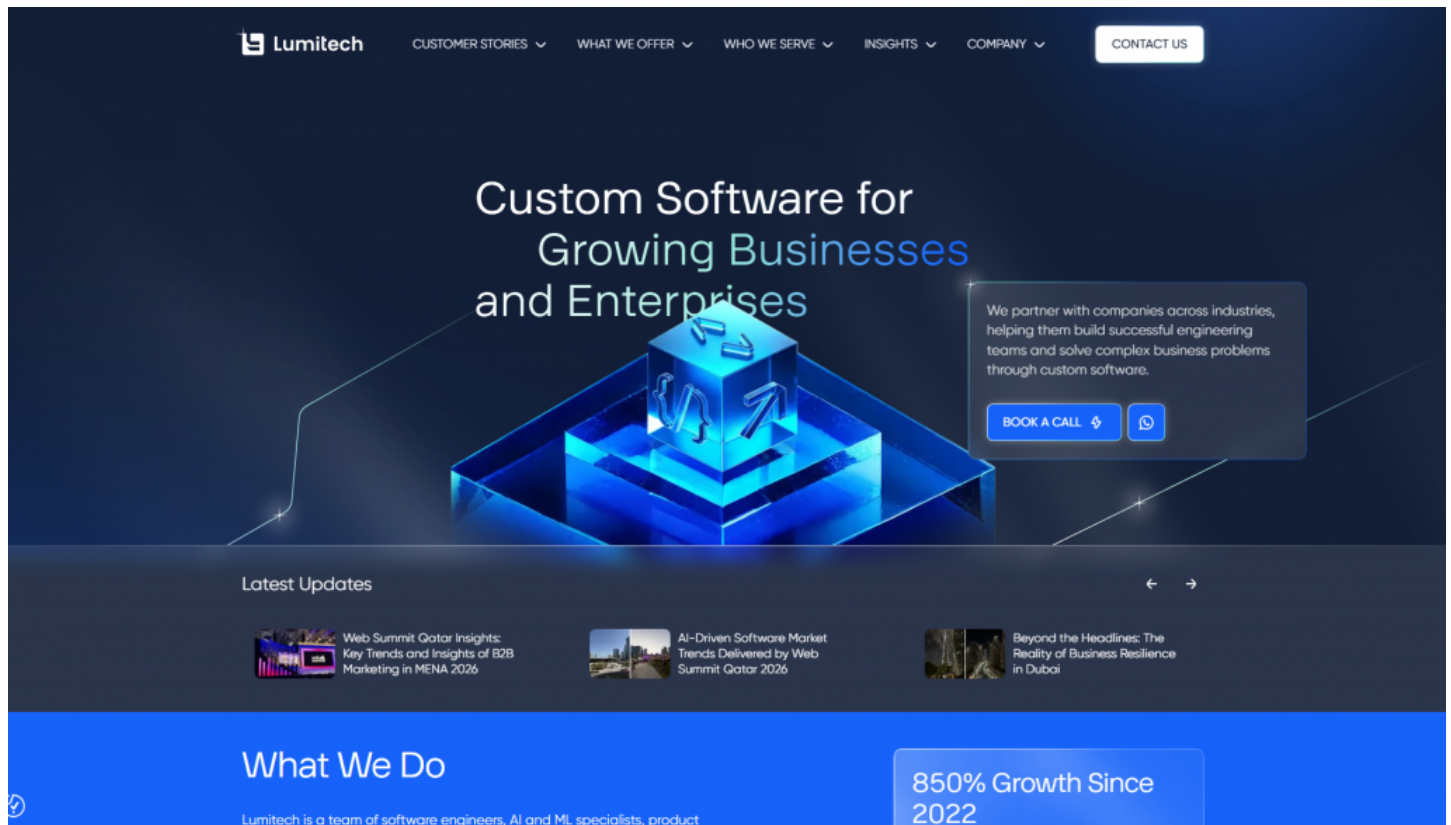 Lumitech
CUSTOMER STORIES
WHAT WE OFFER
WHO WE SERVE
INSIGHTS
COMPANY
CONTACT US
Custom Software for
Growing Businesses
and Enterprises
We partner with companies across industries,
helping them build successful engineering
teams and solve complex business problems
through custom software.
BOOK A CALL
Latest Updates
Web Summit Qatar Insights:
Key Trends and Insights of B2B
Marketing in MENA 2026
AI-Driven Software Market
Trends Delivered by Web
Summit Qatar 2026
Beyond the Headlines: The
Reality of Business Resilience
in Dubai
What We Do
Lumitech is a team of software engineers, AI and ML specialists, product
850% Growth Since
2022